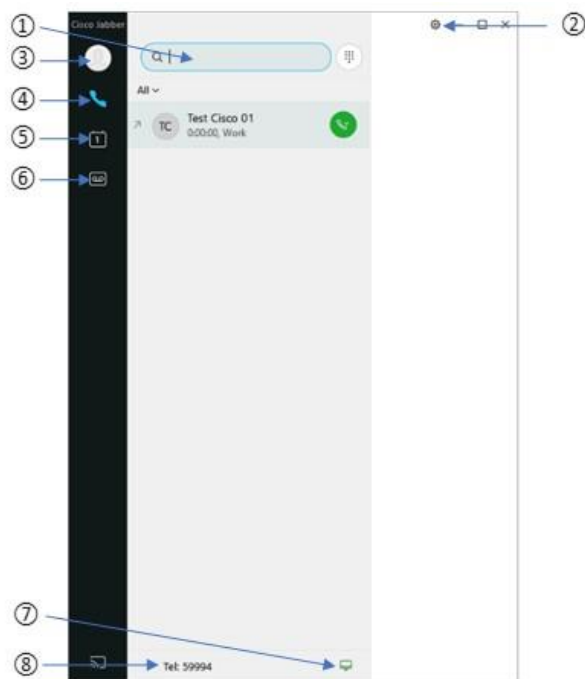 ①
②
Cisco Jabber
③
④
All
Test Cisco 01
TC
0:00:00, Work
⑤
1
⑥
⑦
⑧
Tel: 59994